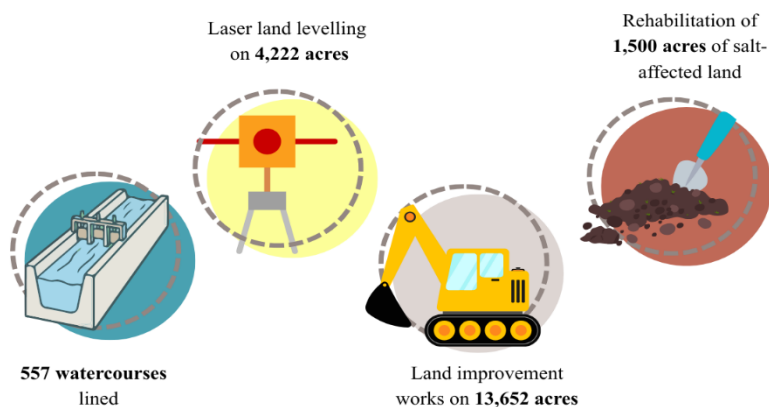 Laser land levelling
on 4,222 acres
Rehabilitation of
1,500 acres of salt-
affected land
557 watercourses
lined
Land improvement
works on 13,652 acres